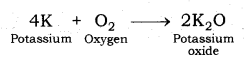 4K + O₂ ⟶ 2K₂O
Potassium Oxygen Potassium
oxide